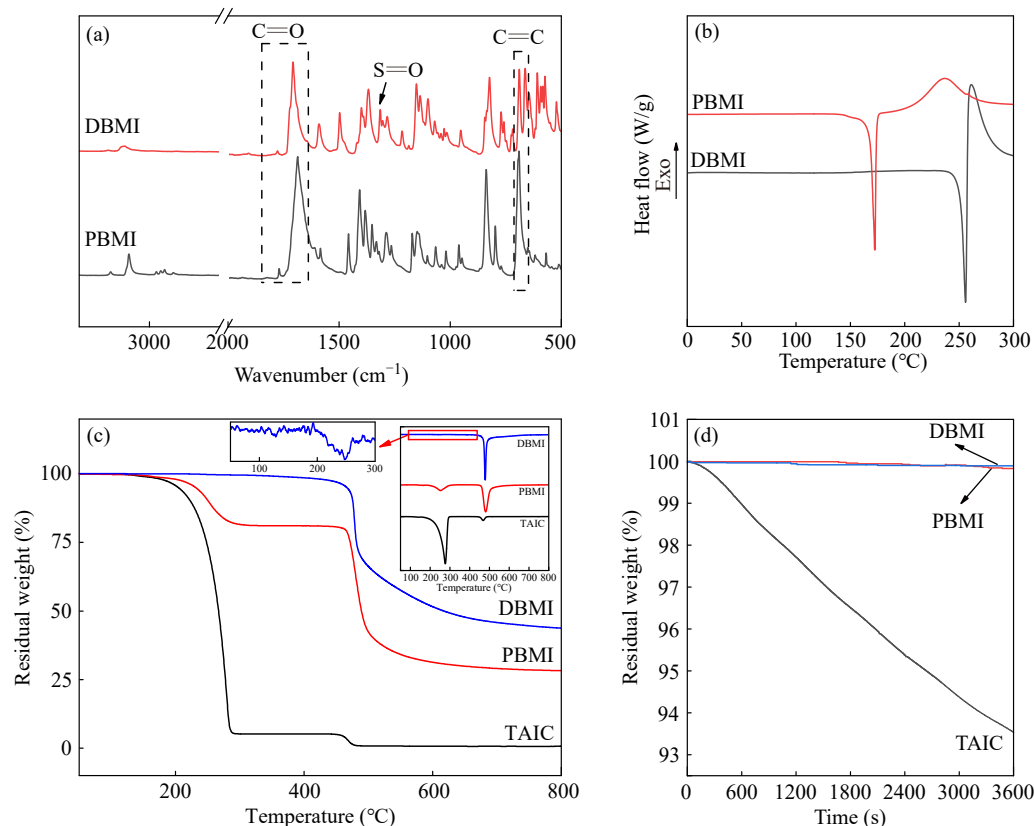 (a)
C=O
S=O
C=C
DBMI
PBMI
3000 2000 1500 1000 500
Wavenumber (cm⁻¹)
(b)
PBMI
DBMI
Heat flow (W/g)
Exo
0 50 100 150 200 250 300
Temperature (℃)
(c)
100
75
50
25
0
Residual weight (%)
50 100 200 300
DBMI
PBMI
TAIC
100 200 300 400 500 600 700 800
Temperature (℃)
DBMI
PBMI
TAIC
200 400 600 800
Temperature (℃)
(d)
101
100
99
98
97
96
95
94
93
Residual weight (%)
DBMI
PBMI
TAIC
0 600 1200 1800 2400 3000 3600
Time (s)